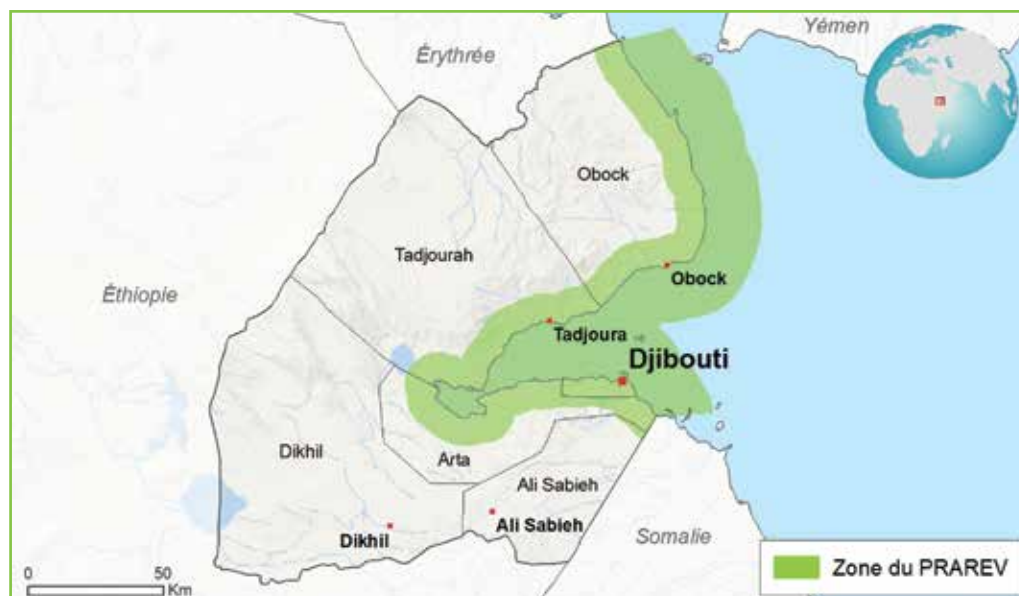 Yémen
Érythrée
Obock
Tadjourah
Obock
Éthiopie
Tadjoura
Djibouti
Dikhil
Arta
Ali Sabieh
Ali Sabieh
Dikhil
Somalie
0
50
Km
Zone du PRAREV